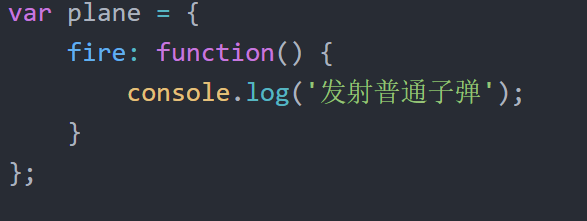 var plane = {
    fire: function() {
        console.log('发射普通子弹');
    }
};